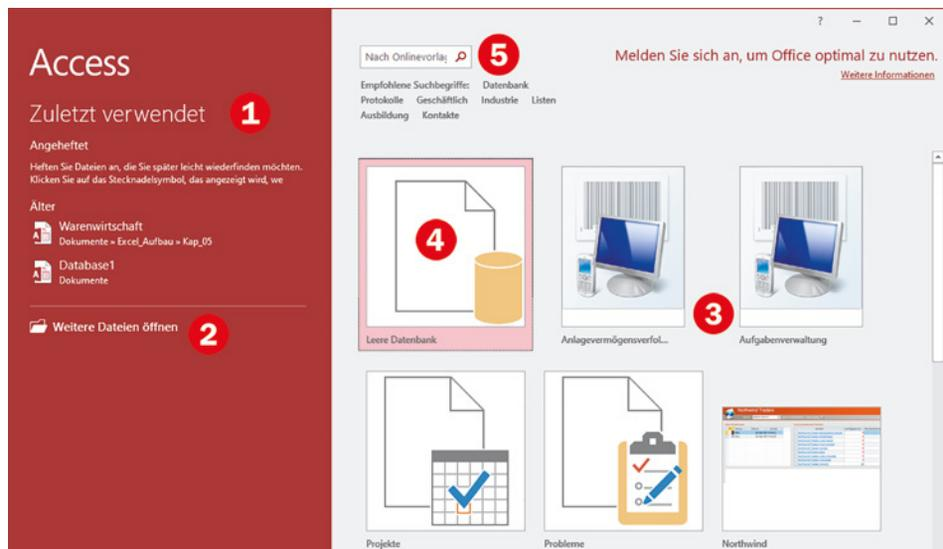 Access
Zuletzt verwendet
1
Angeheftet
Heften Sie Dateien an, die Sie später leicht wiederfinden möchten.
Klicken Sie auf das Stecknadelsymbol, das angezeigt wird, we
Älter
Warenwirtschaft
Dokumente » Excel_Aufbau » Kap_05
Database1
Dokumente
Weitere Dateien öffnen
2
?
Nach Onlinevorla
5
Melden Sie sich an, um Office optimal zu nutzen.
Weitere Informationen
Empfohlene Suchbegriffe: Datenbank
Protokolle Geschäftlich Industrie Listen
Ausbildung Kontakte
4
3
Leere Datenbank
Anlagevermögensverfol...
Aufgabenverwaltung
Projekte
Probleme
Northwind Traders
Northwind